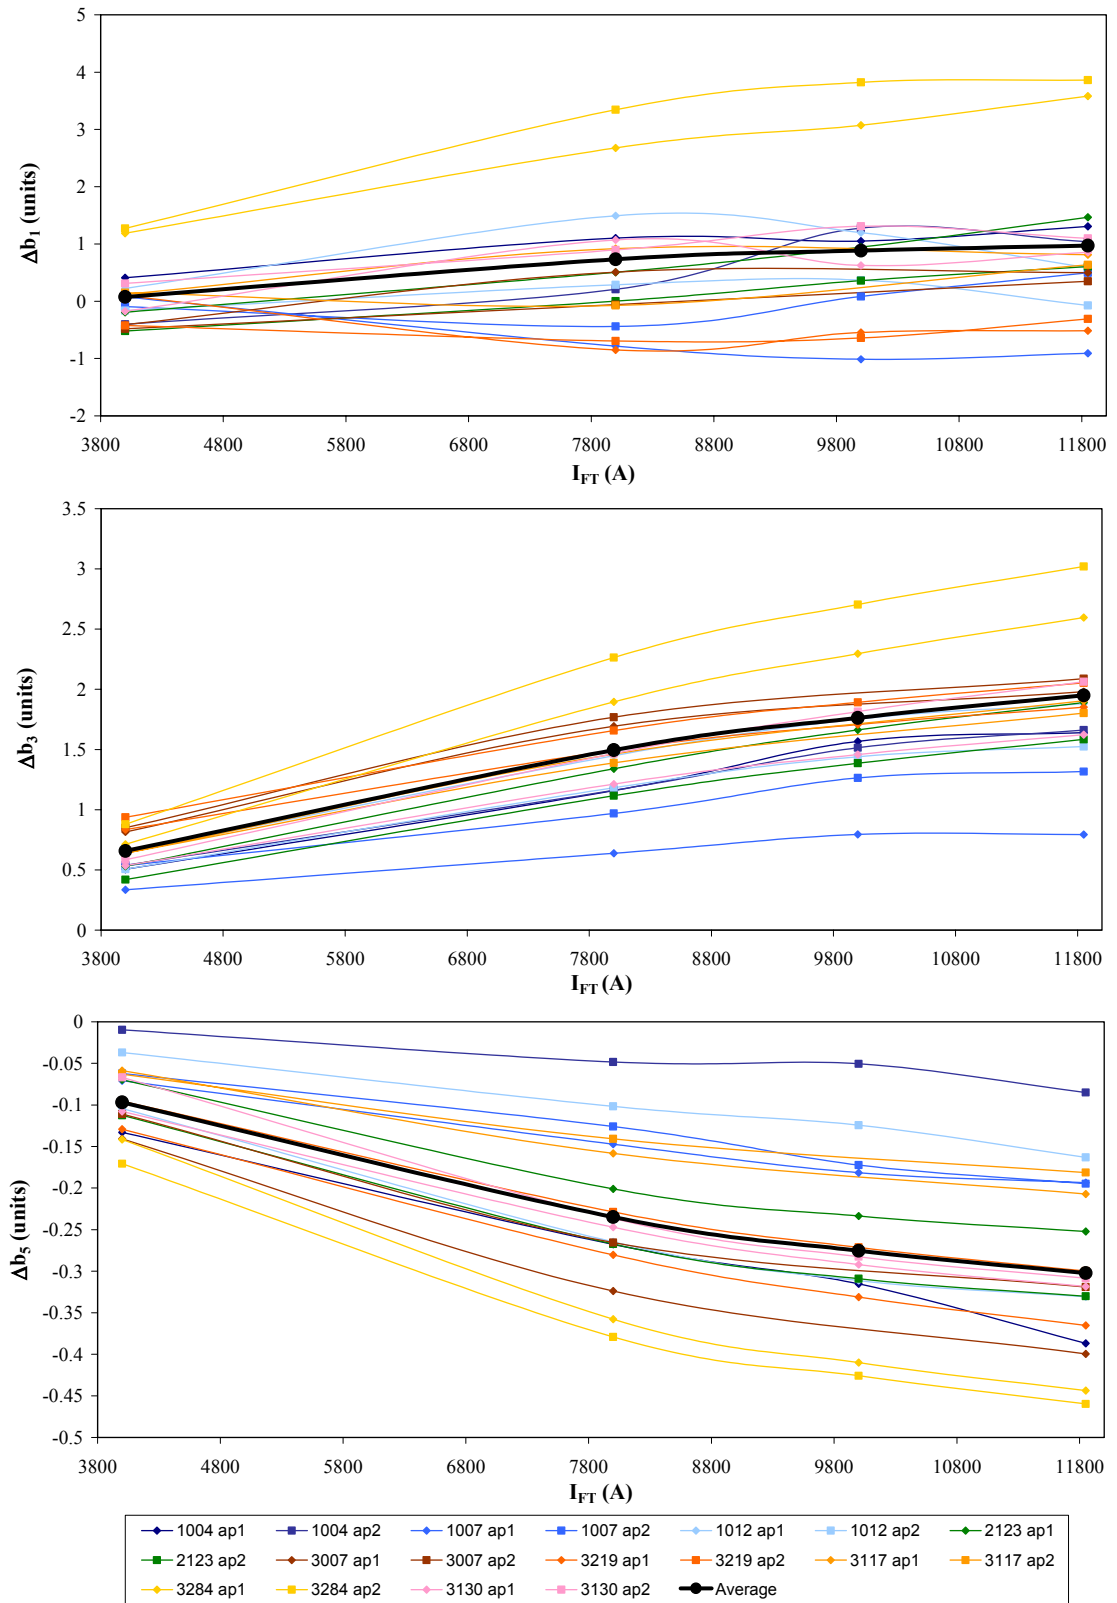 5
4
3
2
1
0
-1
-2
Δb1 (units)
3800 4800 5800 6800 7800 8800 9800 10800 11800
IFT (A)
3.5
3
2.5
2
1.5
1
0.5
0
Δb3 (units)
3800 4800 5800 6800 7800 8800 9800 10800 11800
IFT (A)
0
-0.05
-0.1
-0.15
-0.2
-0.25
-0.3
-0.35
-0.4
-0.45
-0.5
Δb5 (units)
3800 4800 5800 6800 7800 8800 9800 10800 11800
IFT (A)
1004 ap1 1004 ap2 1007 ap1 1007 ap2 1012 ap1 1012 ap2 2123 ap1
2123 ap2 3007 ap1 3007 ap2 3219 ap1 3219 ap2 3117 ap1 3117 ap2
3284 ap1 3284 ap2 3130 ap1 3130 ap2 Average